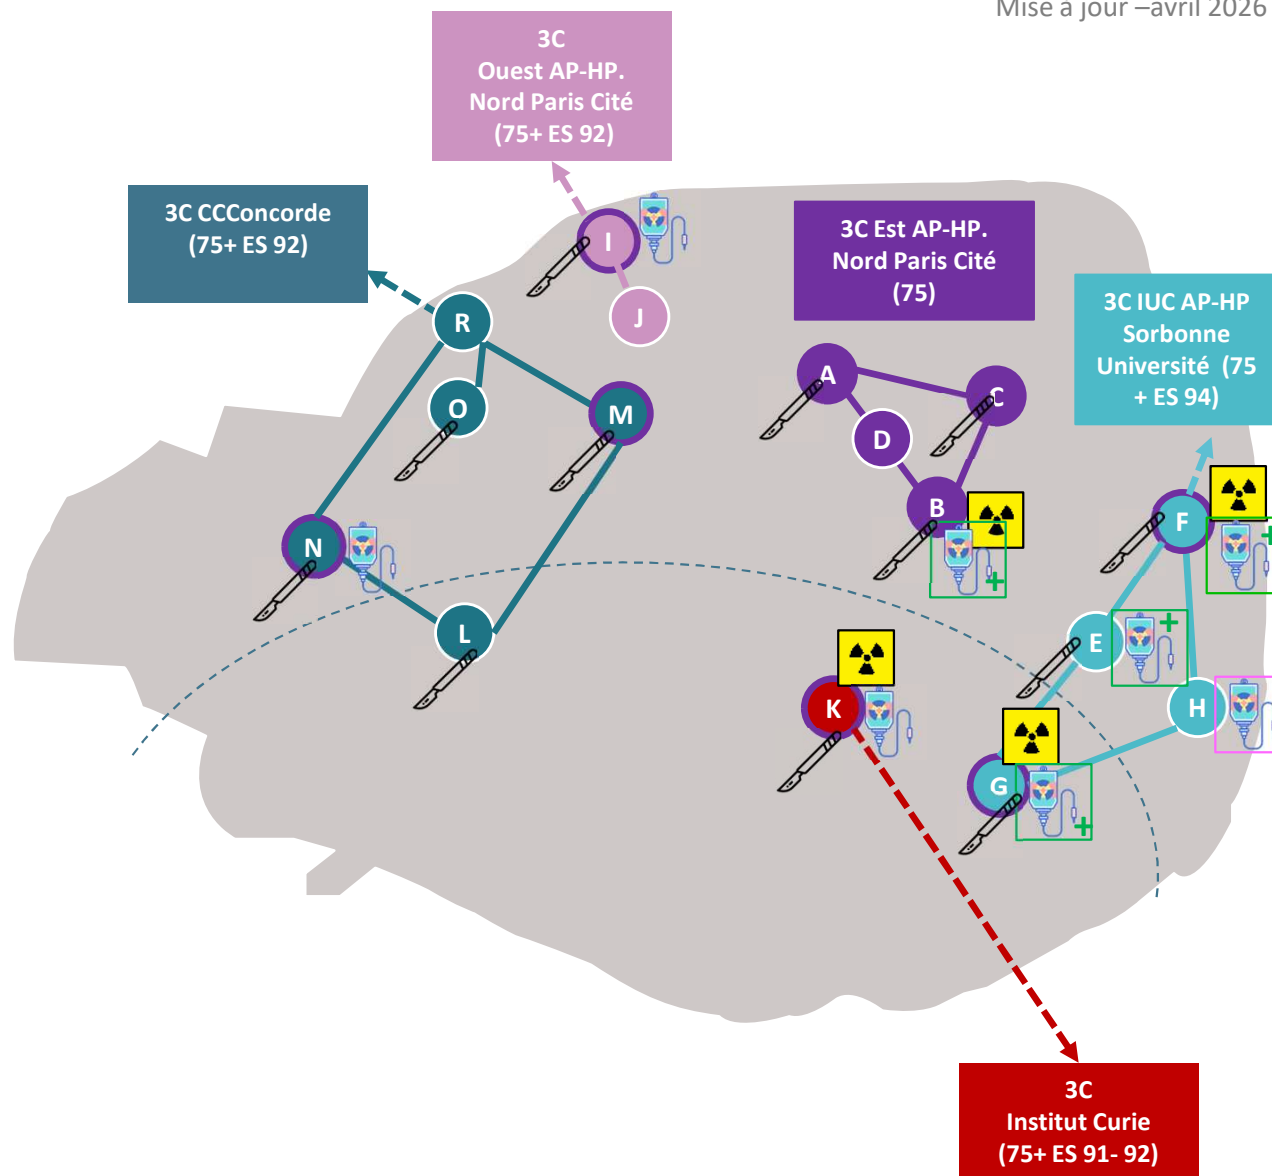 Mise à jour –avril 2026
3C
Ouest AP-HP.
Nord Paris Cité
(75+ ES 92)
3C CCConcorde
(75+ ES 92)
3C Est AP-HP.
Nord Paris Cité
(75)
3C IUC AP-HP
Sorbonne
Université (75
+ ES 94)
I
J
R
O
M
A
C
D
B
F
N
L
E
K
H
G
3C
Institut Curie
(75+ ES 91- 92)